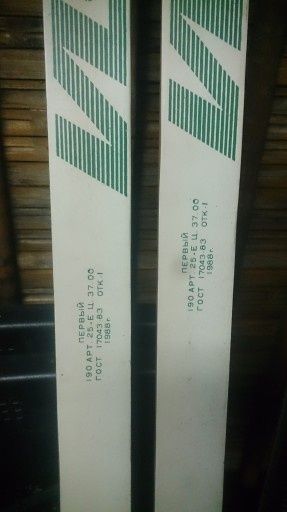 ПЕРВЫЙ
190 АРТ 25-Е Ц. 37.00
ГОСТ 17043.83 ОТК-1
1988г.
ПЕРВЫЙ
190 АРТ 25-Е Ц. 37.00
ГОСТ 17043.83 ОТК-1
1988г.